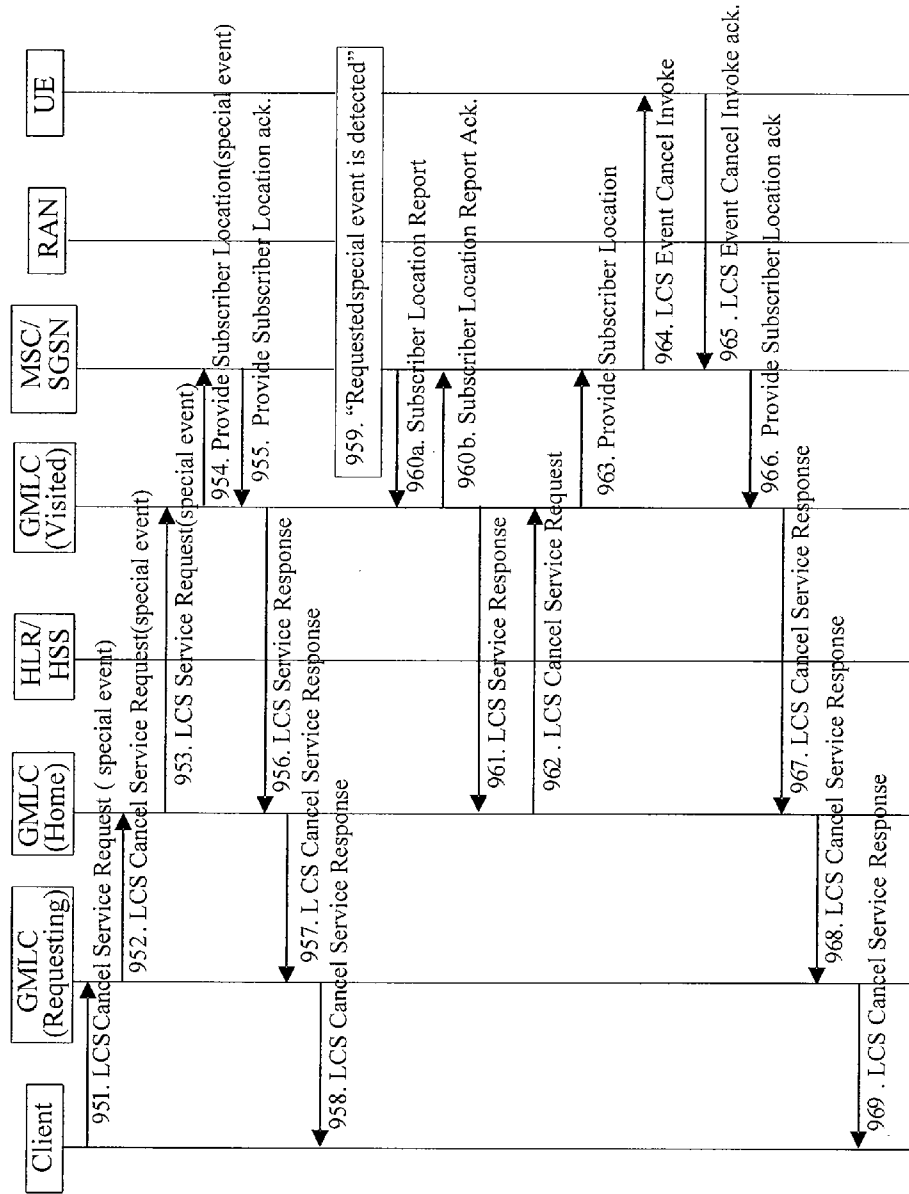 Client
GMLC
(Requesting)
GMLC
(Home)
HLR/
HSS
GMLC
(Visited)
MSC/
SGSN
RAN
UE
951. LCSCancel Service Request ( special event)
952. LCS Cancel Service Request(special event)
953. LCS Service Request(special event)
954. Provide Subscriber Location(special event)
955. Provide Subscriber Location ack.
956. LCS Service Response
957. L CS Cancel Service Response
958. LCS Cancel Service Response
959. “Requestedspecial event is detected”
960a. Subscriber Location Report
960b. Subscriber Location Report Ack.
961. LCS Service Response
962 . LCS Cancel Service Request
963. Provide Subscriber Location
964. LCS Event Cancel Invoke
965 . LCS Event Cancel Invoke ack.
966. Provide Subscriber Location ack
967. LCS Cancel Service Response
968. LCS Cancel Service Response
969 . LCS Cancel Service Response